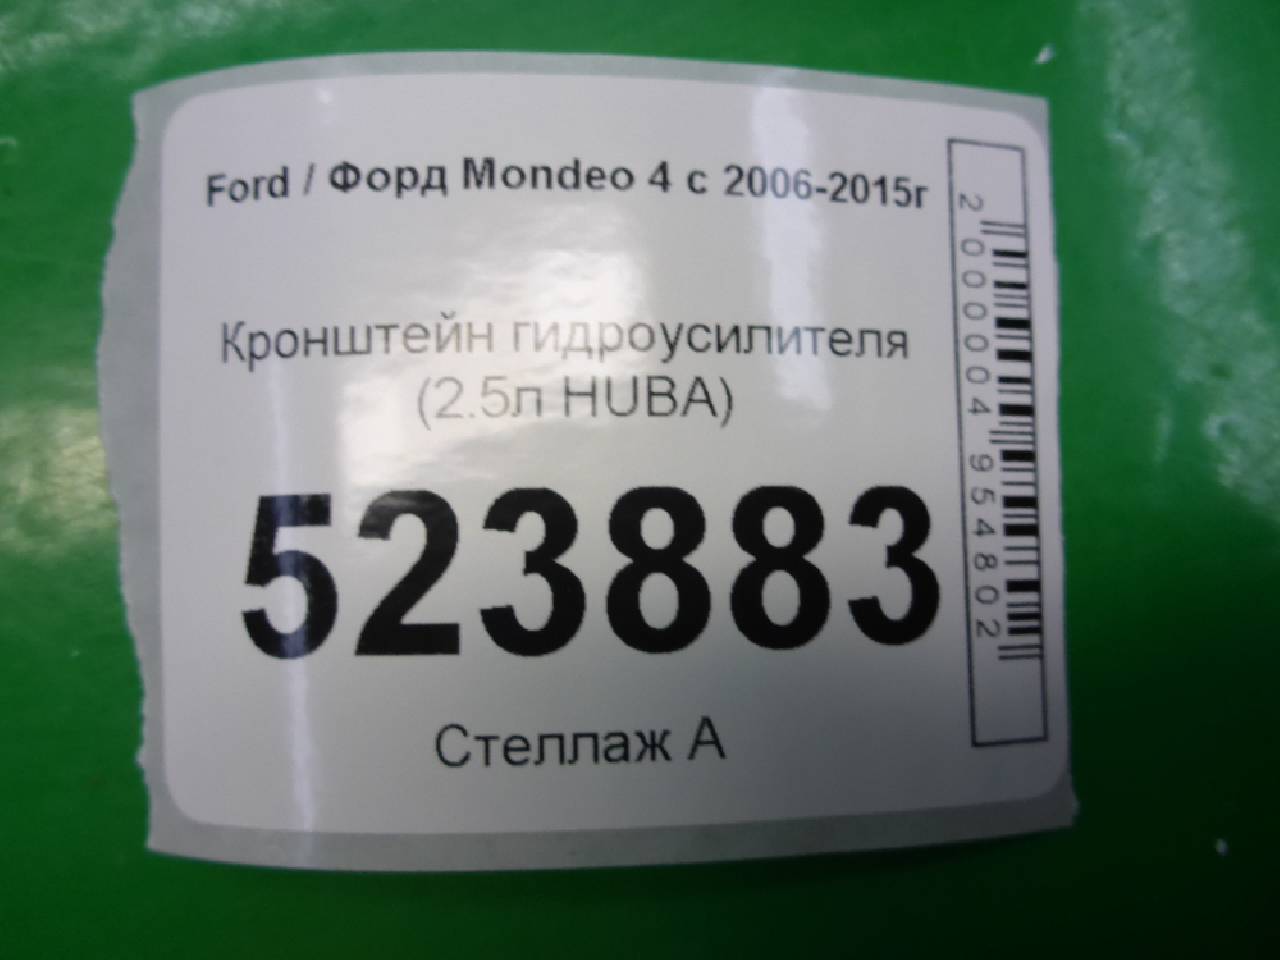 Ford / Форд Mondeo 4 с 2006-2015г
Кронштейн гидроусилителя
(2.5л HUBA)
523883
Стеллаж А
2000004954802